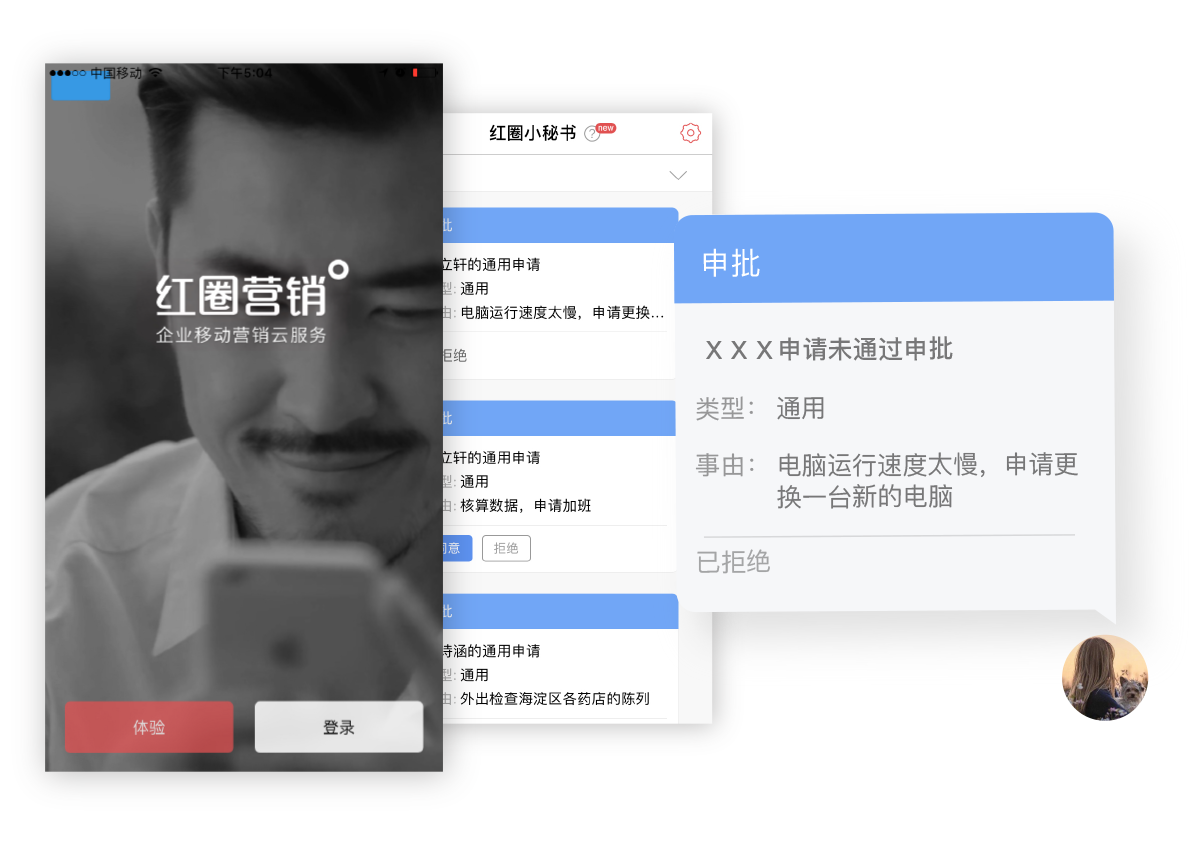 中国移动
下午5:04
红圈营销
企业移动营销云服务
体验
登录
红圈小秘书 ? new
批
立轩的通用申请
型: 通用
由: 电脑运行速度太慢，申请更换...
拒绝
批
立轩的通用申请
型: 通用
由: 核算数据，申请加班
同意 拒绝
批
诗涵的通用申请
型: 通用
由: 外出检查海淀区各药店的陈列
申批
X X X 申请未通过申批
类型： 通用
事由： 电脑运行速度太慢，申请更
换一台新的电脑
已拒绝